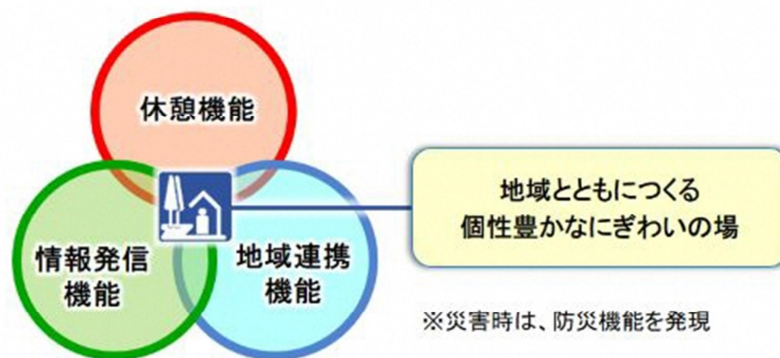 休憩機能
情報発信
機能
地域連携
機能
地域とともにつくる
個性豊かなにぎわいの場
※災害時は、防災機能を発現